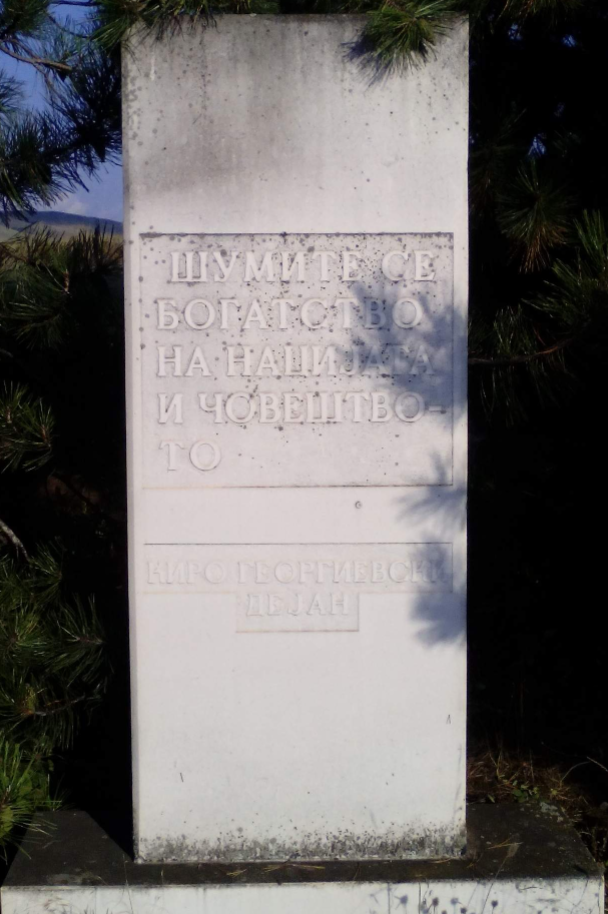 ШУМИТЕ СЕ
БОГАТСТВО
НА НАЦИЈАТА
И ЧОВЕШТВО-
ТО
КИРО ГЕОРГИЕВСКИ
ДЕЈАН